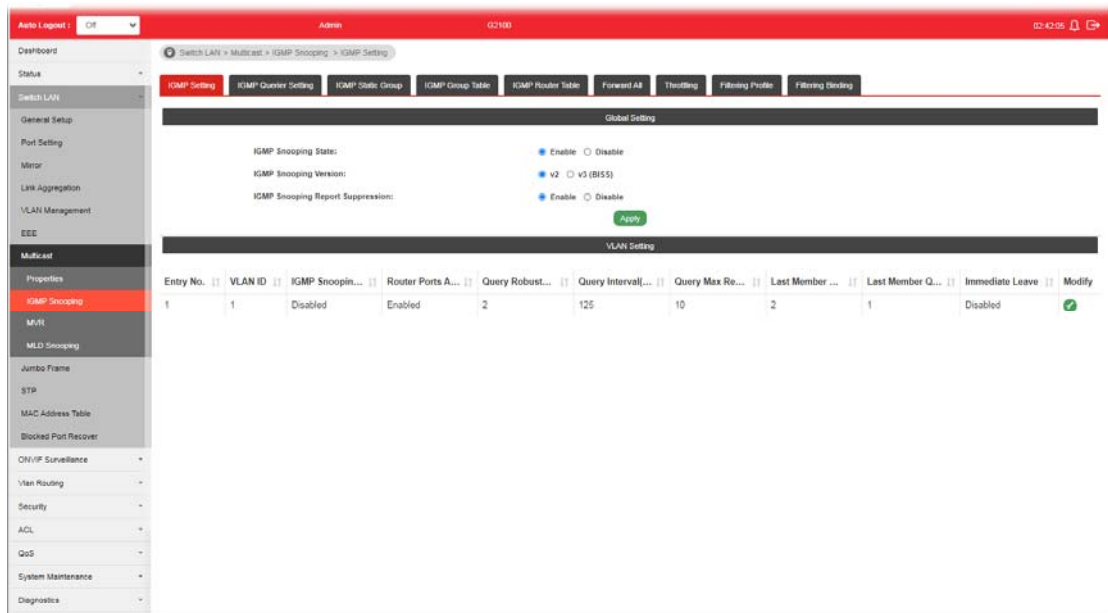 Auto Logout : Off Admin G2100 02:42:05
Dashboard
Status
Switch LAN
General Setup
Port Setting
Mirror
Link Aggregation
VLAN Management
EEE
Multicast
Properties
IGMP Snooping
MVR
MLD Snooping
Jumbo Frame
STP
MAC Address Table
Blocked Port Recover
ONVIF Surveillance
Vlan Routing
Security
ACL
QoS
System Maintenance
Diagnostics
Switch LAN > Multicast > IGMP Snooping > IGMP Setting
IGMP Setting IGMP Querier Setting IGMP Static Group IGMP Group Table IGMP Router Table Forward All Throttling Filtering Profile Filtering Binding
Global Setting
IGMP Snooping State: Enable Disable
IGMP Snooping Version: v2 v3 (BISS)
IGMP Snooping Report Suppression: Enable Disable
Apply
VLAN Setting
Entry No. VLAN ID IGMP Snoopin... Router Ports A... Query Robust... Query Interval(... Query Max Re... Last Member ... Last Member Q... Immediate Leave Modify
1 1 Disabled Enabled 2 125 10 2 1 Disabled